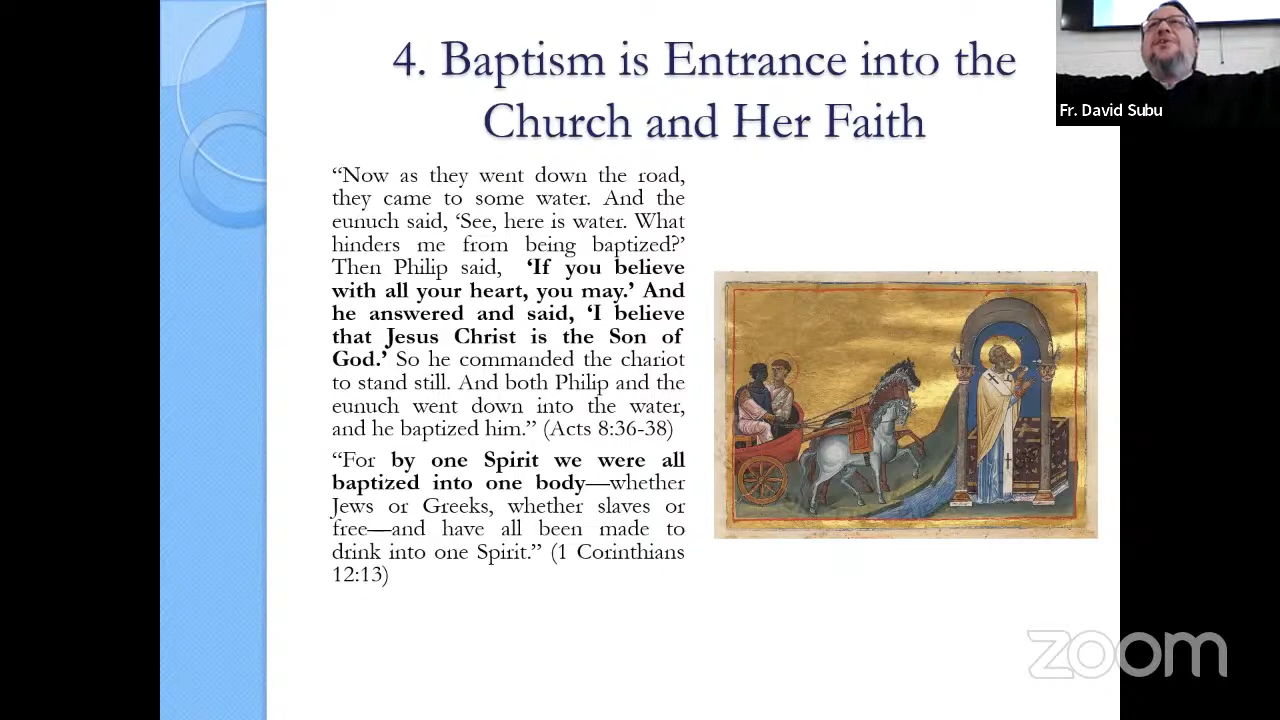 4. Baptism is Entrance into the
Church and Her Faith
Fr. David Subu
“Now as they went down the road,
they came to some water. And the
eunuch said, ‘See, here is water. What
hinders me from being baptized?’
Then Philip said, ‘If you believe
with all your heart, you may.’ And
he answered and said, ‘I believe
that Jesus Christ is the Son of
God.’ So he commanded the chariot
to stand still. And both Philip and the
eunuch went down into the water,
and he baptized him.” (Acts 8:36-38)
“For by one Spirit we were all
baptized into one body—whether
Jews or Greeks, whether slaves or
free—and have all been made to
drink into one Spirit.” (1 Corinthians
12:13)
zoom